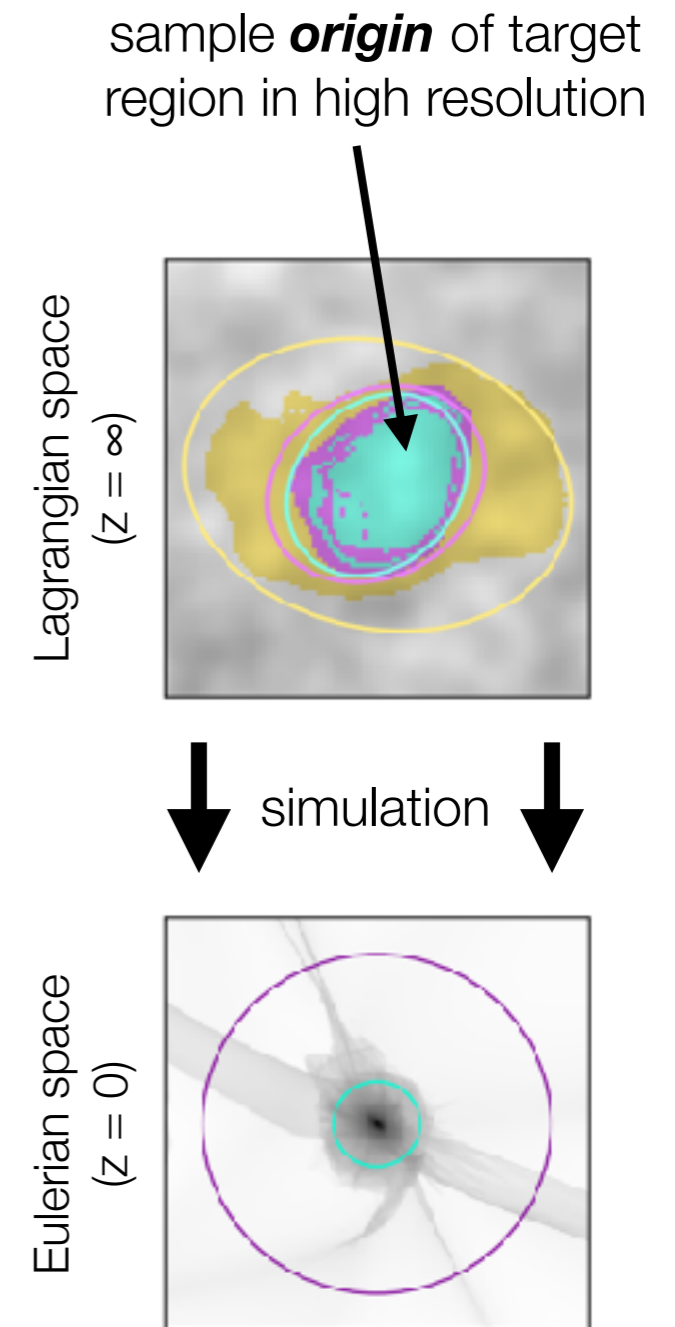 sample origin of target
region in high resolution
Lagrangian space
(z = ∞)
simulation
Eulerian space
(z = 0)